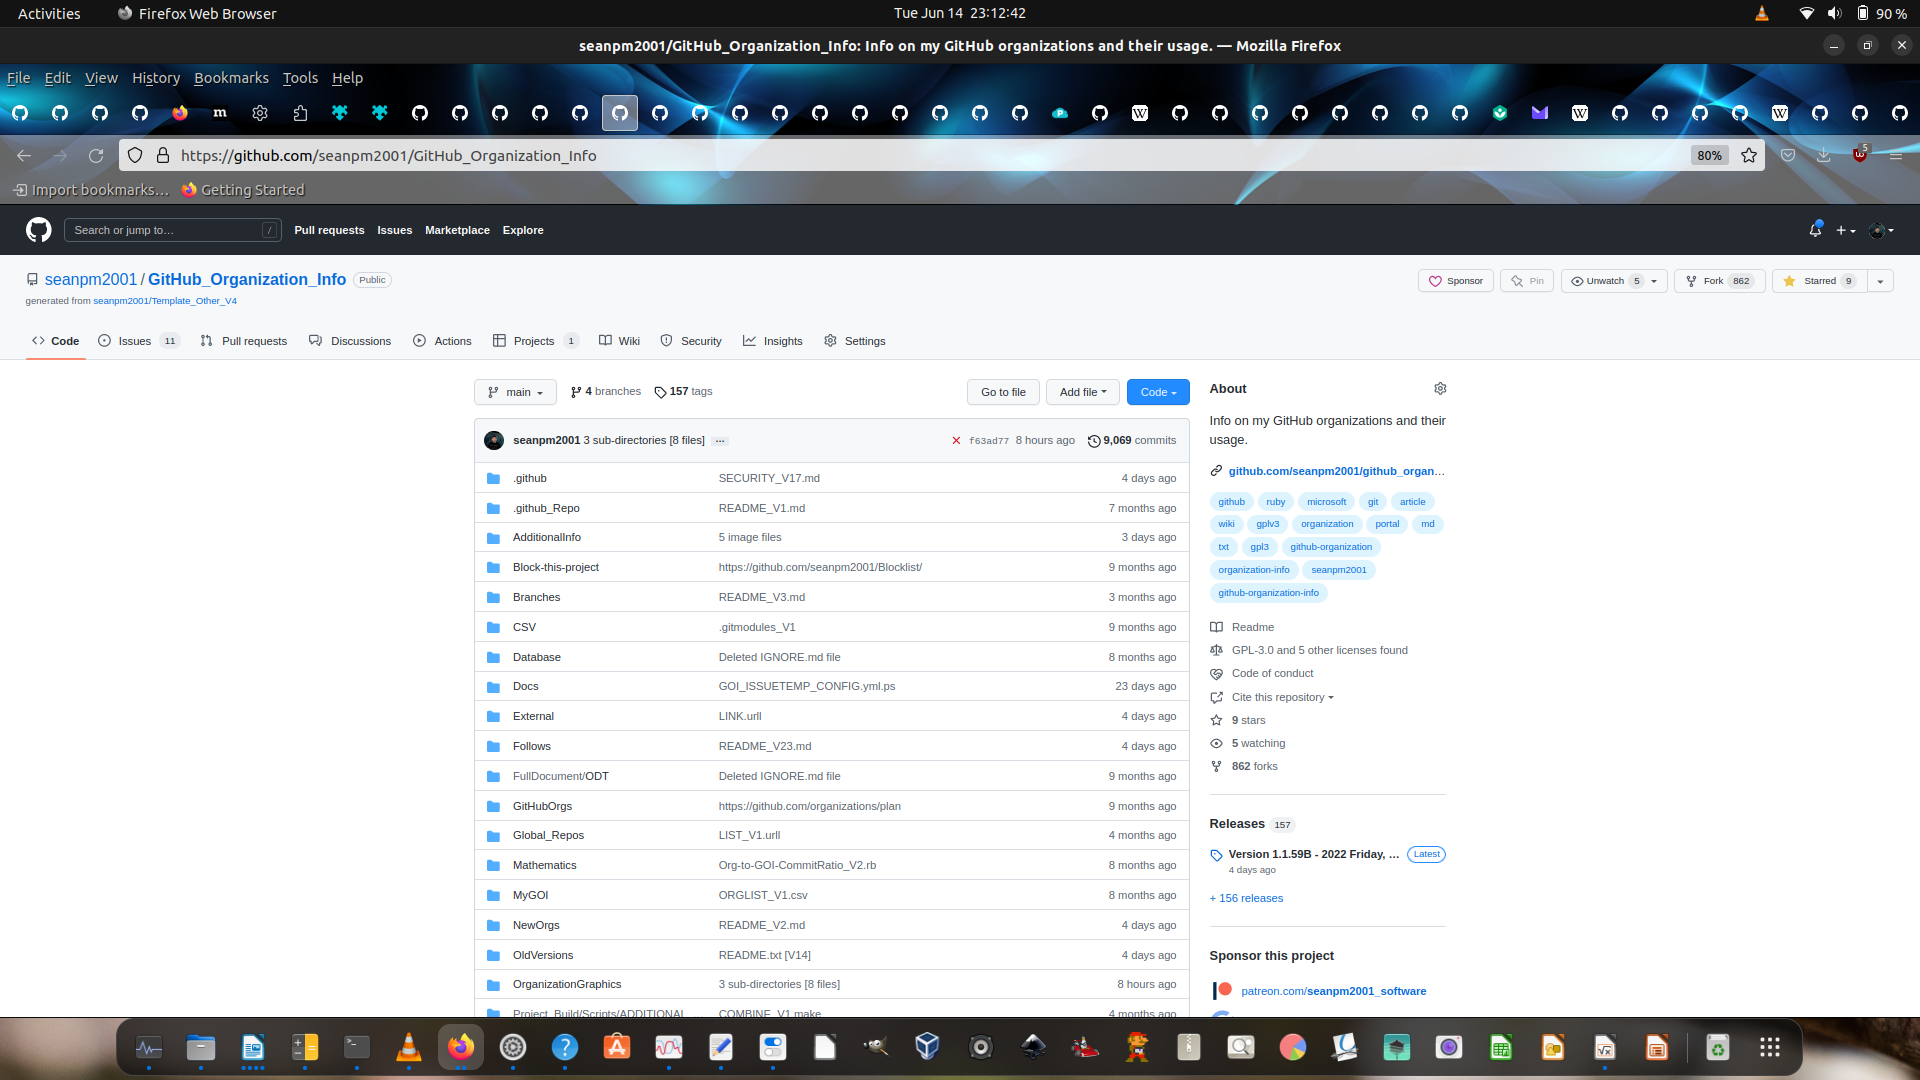 Activities Firefox Web Browser Tue Jun 14 23:12:42 90 %
seanpm2001/GitHub_Organization_Info: Info on my GitHub organizations and their usage. — Mozilla Firefox
File Edit View History Bookmarks Tools Help
https://github.com/seanpm2001/GitHub_Organization_Info 80% 5
Import bookmarks… Getting Started
Search or jump to… / Pull requests Issues Marketplace Explore
seanpm2001 / GitHub_Organization_Info Public Sponsor Pin Unwatch 5 Fork 862 Starred 9
generated from seanpm2001/Template_Other_V4
Code Issues 11 Pull requests Discussions Actions Projects 1 Wiki Security Insights Settings
main 4 branches 157 tags Go to file Add file Code
seanpm2001 3 sub-directories [8 files] … f63ad77 8 hours ago 9,069 commits
.github SECURITY_V17.md 4 days ago
.github_Repo README_V1.md 7 months ago
AdditionalInfo 5 image files 3 days ago
Block-this-project https://github.com/seanpm2001/Blocklist/ 9 months ago
Branches README_V3.md 3 months ago
CSV .gitmodules_V1 9 months ago
Database Deleted IGNORE.md file 8 months ago
Docs GOI_ISSUETEMP_CONFIG.yml.ps 23 days ago
External LINK.urll 4 days ago
Follows README_V23.md 4 days ago
FullDocument/ODT Deleted IGNORE.md file 9 months ago
GitHubOrgs https://github.com/organizations/plan 9 months ago
Global_Repos LIST_V1.urll 4 months ago
Mathematics Org-to-GOI-CommitRatio_V2.rb 8 months ago
MyGOI ORGLIST_V1.csv 8 months ago
NewOrgs README_V2.md 4 days ago
OldVersions README.txt [V14] 4 days ago
OrganizationGraphics 3 sub-directories [8 files] 8 hours ago
Project_Build/Scripts/ADDITIONAL_… COMBINE_V1.make 4 months ago
About
Info on my GitHub organizations and their
usage.
github.com/seanpm2001/github_organ…
github ruby microsoft git article
wiki gplv3 organization portal md
txt gpl3 github-organization
organization-info seanpm2001
github-organization-info
Readme
GPL-3.0 and 5 other licenses found
Code of conduct
Cite this repository
9 stars
5 watching
862 forks
Releases 157
Version 1.1.59B - 2022 Friday, … Latest
4 days ago
+ 156 releases
Sponsor this project
patreon.com/seanpm2001_software